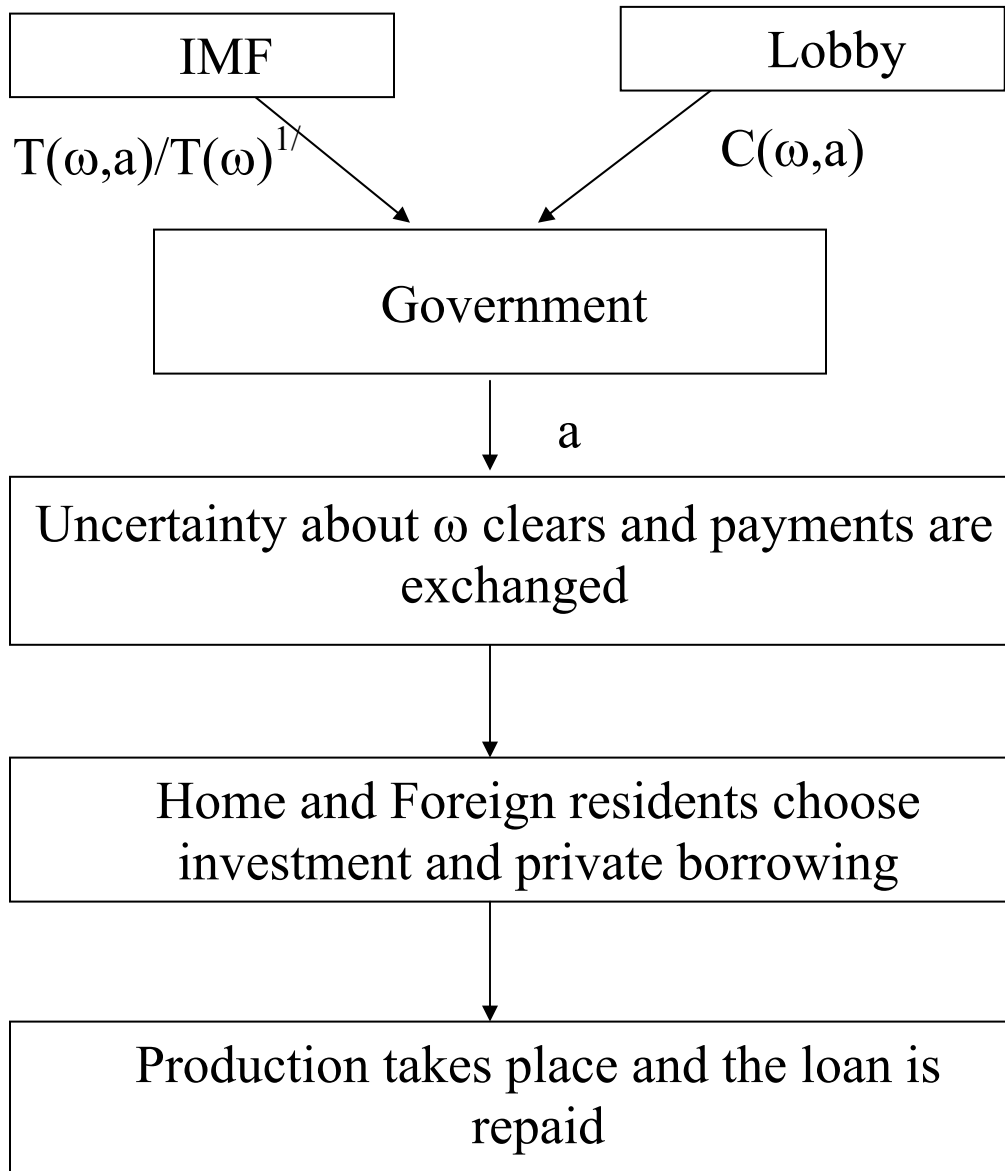 IMF
Lobby
T(ω,a)/T(ω)¹/
C(ω,a)
Government
a
Uncertainty about ω clears and payments are
exchanged
Home and Foreign residents choose
investment and private borrowing
Production takes place and the loan is
repaid